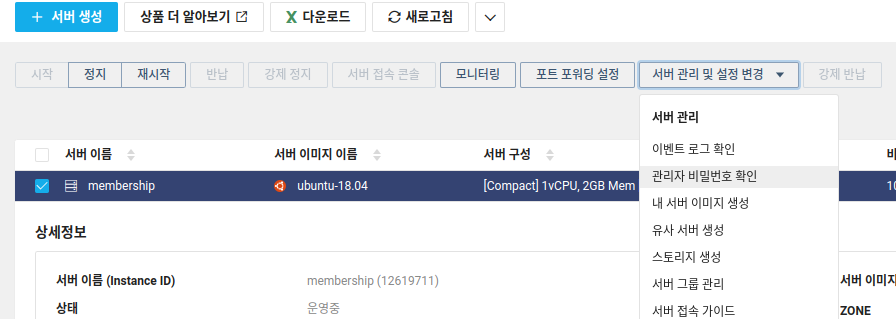 + 서버 생성 상품 더 알아보기 다운로드 새로고침
시작 정지 재시작 반납 강제 정지 서버 접속 콘솔 모니터링 포트 포워딩 설정 서버 관리 및 설정 변경 강제 반납
서버 관리
이벤트 로그 확인
관리자 비밀번호 확인
내 서버 이미지 생성
유사 서버 생성
스토리지 생성
서버 그룹 관리
서버 접속 가이드
서버 이름 서버 이미지 이름 서버 구성
membership ubuntu-18.04 [Compact] 1vCPU, 2GB Mem
상세정보
서버 이름 (Instance ID) membership (12619711) 서버 이미지
상태 운영중 ZONE